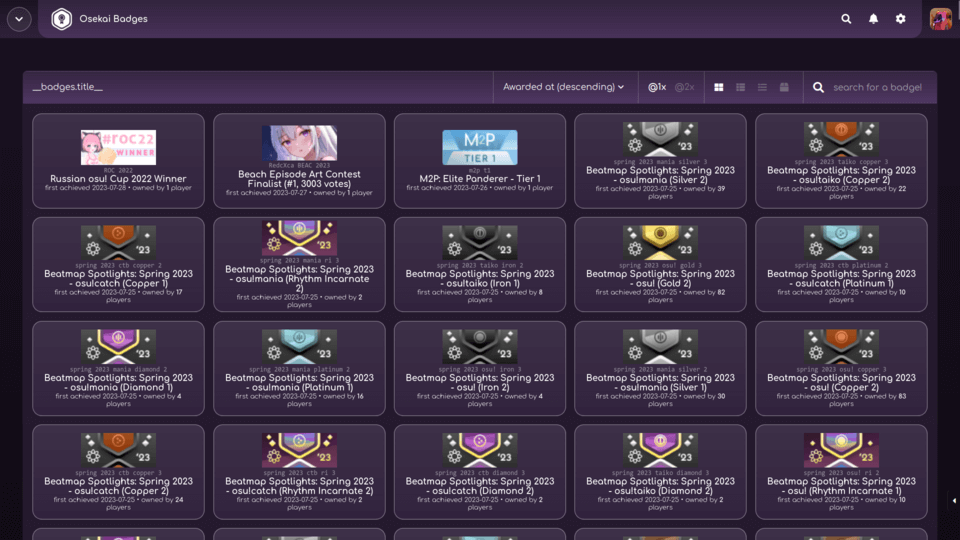 Osekai Badges
__badges.title__
Awarded at (descending)
@1x
@2x
search for a badge!
#roc22
WINNER
ROC 2022
Russian osu! Cup 2022 Winner
first achieved 2023-07-28 • owned by 1 player
RedcXca BEAC 2023
Beach Episode Art Contest
Finalist (#1, 3003 votes)
first achieved 2023-07-27 • owned by 1 player
M2P
TIER 1
m2p t1
M2P: Elite Panderer - Tier 1
first achieved 2023-07-26 • owned by 1 player
'23
spring 2023 mania silver 3
Beatmap Spotlights: Spring 2023
- osu!mania (Silver 2)
first achieved 2023-07-25 • owned by 39
players
'23
spring 2023 taiko copper 3
Beatmap Spotlights: Spring 2023
- osu!taiko (Copper 2)
first achieved 2023-07-25 • owned by 22
players
'23
spring 2023 ctb copper 2
Beatmap Spotlights: Spring 2023
- osu!catch (Copper 1)
first achieved 2023-07-25 • owned by 17
players
'23
spring 2023 mania ri 3
Beatmap Spotlights: Spring 2023
- osu!mania (Rhythm Incarnate
2)
first achieved 2023-07-25 • owned by 2
players
'23
spring 2023 taiko iron 2
Beatmap Spotlights: Spring 2023
- osu!taiko (Iron 1)
first achieved 2023-07-25 • owned by 8
players
'23
spring 2023 osu! gold 3
Beatmap Spotlights: Spring 2023
- osu! (Gold 2)
first achieved 2023-07-25 • owned by 82
players
'23
spring 2023 ctb platinum 2
Beatmap Spotlights: Spring 2023
- osu!catch (Platinum 1)
first achieved 2023-07-25 • owned by 10
players
'23
spring 2023 mania diamond 2
Beatmap Spotlights: Spring 2023
- osu!mania (Diamond 1)
first achieved 2023-07-25 • owned by 4
players
'23
spring 2023 mania platinum 2
Beatmap Spotlights: Spring 2023
- osu!mania (Platinum 1)
first achieved 2023-07-25 • owned by 16
players
'23
spring 2023 osu! iron 3
Beatmap Spotlights: Spring 2023
- osu! (Iron 2)
first achieved 2023-07-25 • owned by 4
players
'23
spring 2023 mania silver 2
Beatmap Spotlights: Spring 2023
- osu!mania (Silver 1)
first achieved 2023-07-25 • owned by 30
players
'23
spring 2023 osu! copper 3
Beatmap Spotlights: Spring 2023
- osu! (Copper 2)
first achieved 2023-07-25 • owned by 83
players
'23
spring 2023 ctb copper 3
Beatmap Spotlights: Spring 2023
- osu!catch (Copper 2)
first achieved 2023-07-25 • owned by 24
players
'23
spring 2023 ctb ri 3
Beatmap Spotlights: Spring 2023
- osu!catch (Rhythm Incarnate 2)
first achieved 2023-07-25 • owned by 2
players
'23
spring 2023 ctb diamond 3
Beatmap Spotlights: Spring 2023
- osu!catch (Diamond 2)
first achieved 2023-07-25 • owned by 2
players
'23
spring 2023 taiko diamond 3
Beatmap Spotlights: Spring 2023
- osu!taiko (Diamond 2)
first achieved 2023-07-25 • owned by 2
players
'23
spring 2023 osu! ri 2
Beatmap Spotlights: Spring 2023
- osu! (Rhythm Incarnate 1)
first achieved 2023-07-25 • owned by 10
players